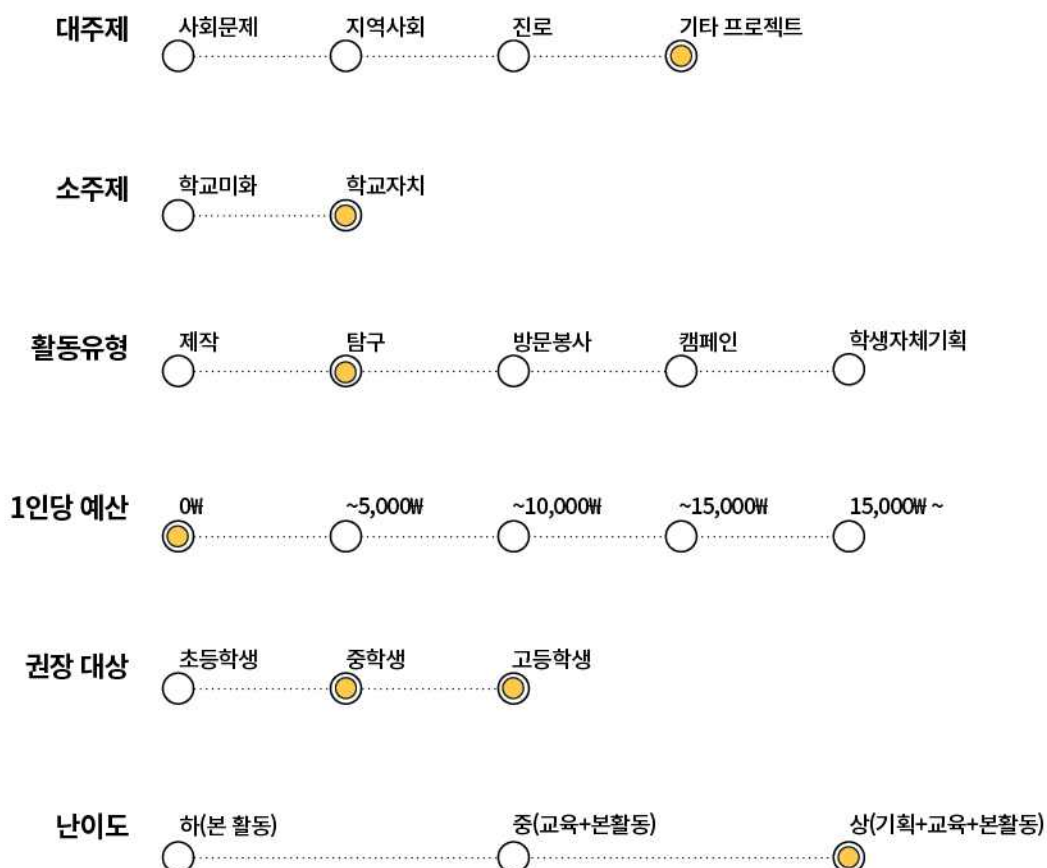 대주제 사회문제 지역사회 진로 기타 프로젝트
소주제 학교미화 학교자치
활동유형 제작 탐구 방문봉사 캠페인 학생자체기획
1인당 예산 0₩ ~5,000₩ ~10,000₩ ~15,000₩ 15,000₩ ~
권장 대상 초등학생 중학생 고등학생
난이도 하(본 활동) 중(교육+본활동) 상(기획+교육+본활동)